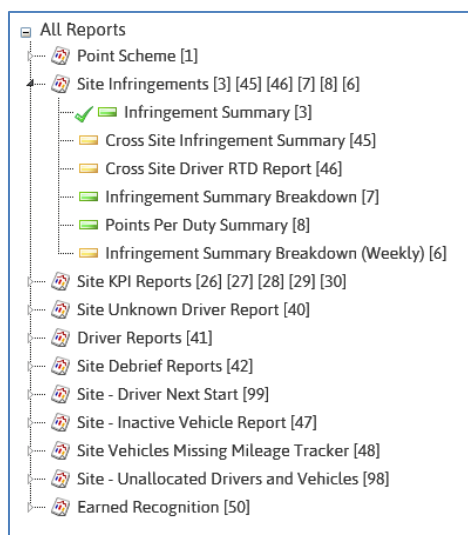 All Reports
Point Scheme [1]
Site Infringements [3] [45] [46] [7] [8] [6]
Infringement Summary [3]
Cross Site Infringement Summary [45]
Cross Site Driver RTD Report [46]
Infringement Summary Breakdown [7]
Points Per Duty Summary [8]
Infringement Summary Breakdown (Weekly) [6]
Site KPI Reports [26] [27] [28] [29] [30]
Site Unknown Driver Report [40]
Driver Reports [41]
Site Debrief Reports [42]
Site - Driver Next Start [99]
Site - Inactive Vehicle Report [47]
Site Vehicles Missing Mileage Tracker [48]
Site - Unallocated Drivers and Vehicles [98]
Earned Recognition [50]